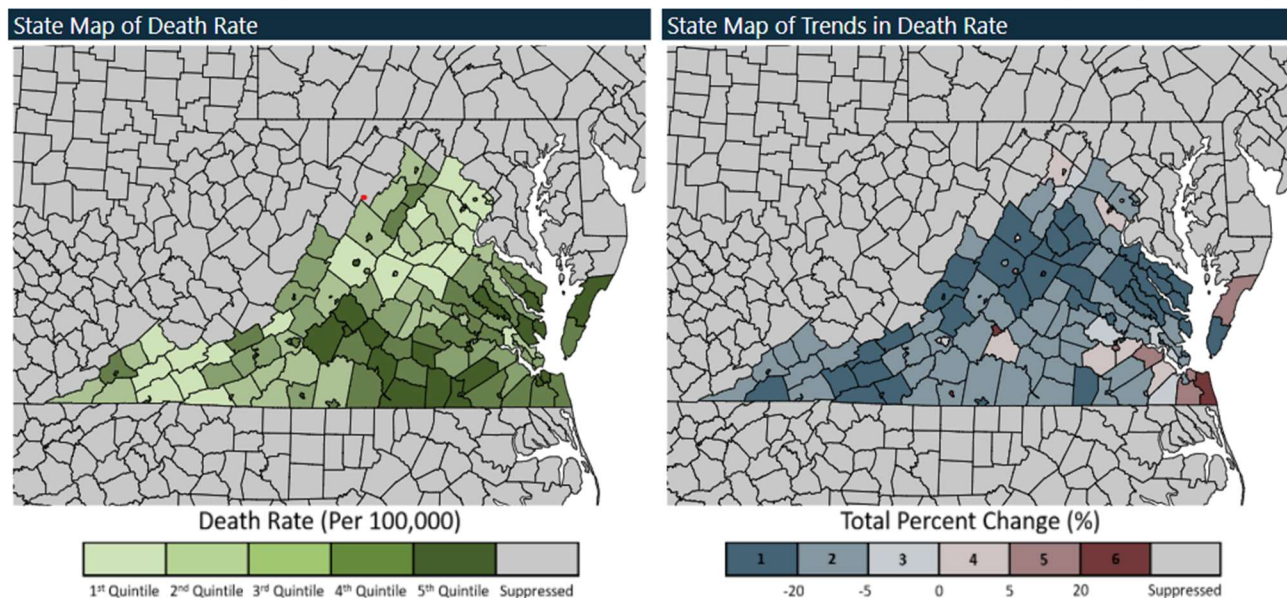 State Map of Death Rate
State Map of Trends in Death Rate
Death Rate (Per 100,000)
1st Quintile 2nd Quintile 3rd Quintile 4th Quintile 5th Quintile Suppressed
Total Percent Change (%)
1 2 3 4 5 6
-20 -5 0 5 20 Suppressed